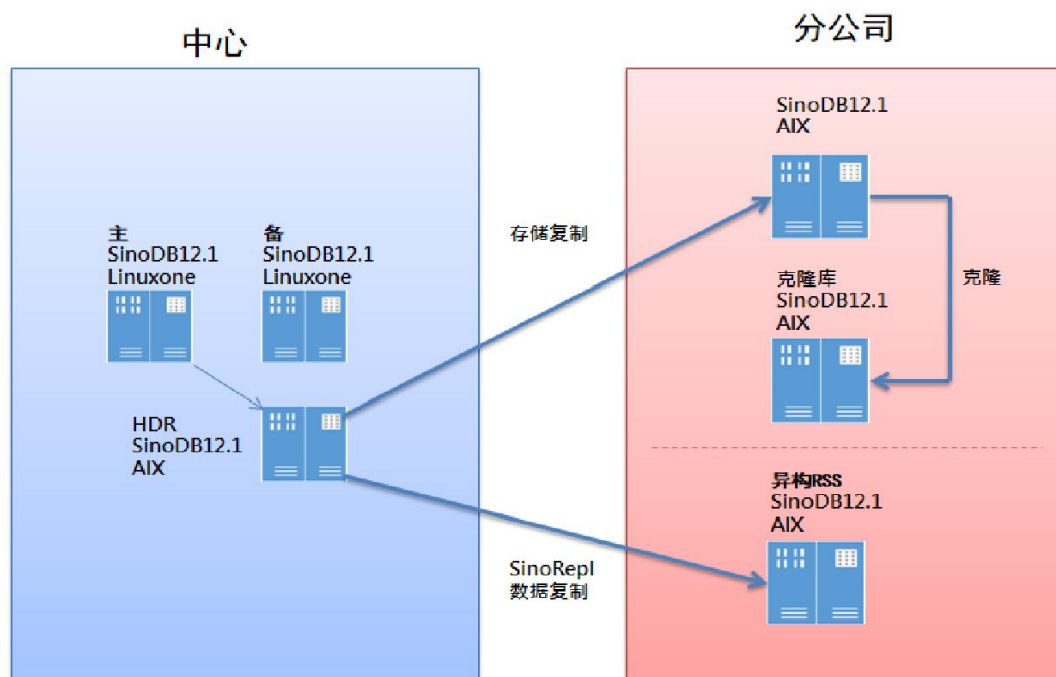 中心
分公司
主
SinoDB12.1
Linuxone
备
SinoDB12.1
Linuxone
HDR
SinoDB12.1
AIX
存储复制
SinoRepl
数据复制
SinoDB12.1
AIX
克隆库
SinoDB12.1
AIX
克隆
异构RSS
SinoDB12.1
AIX